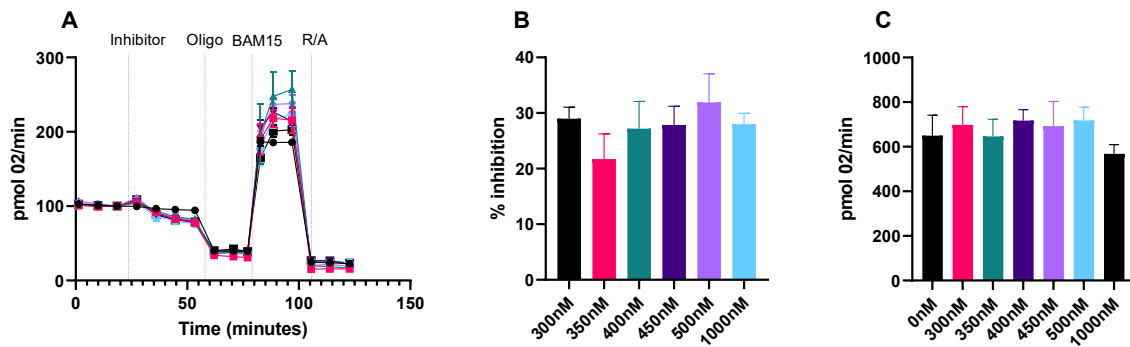 A
Inhibitor Oligo BAM15 R/A
pmol 02/min
300
200
100
0
0 50 100 150
Time (minutes)
B
% inhibition
40
30
20
10
0
300nM 350nM 400nM 450nM 500nM 1000nM
C
pmol 02/min
1000
800
600
400
200
0
0nM 300nM 350nM 400nM 450nM 500nM 1000nM